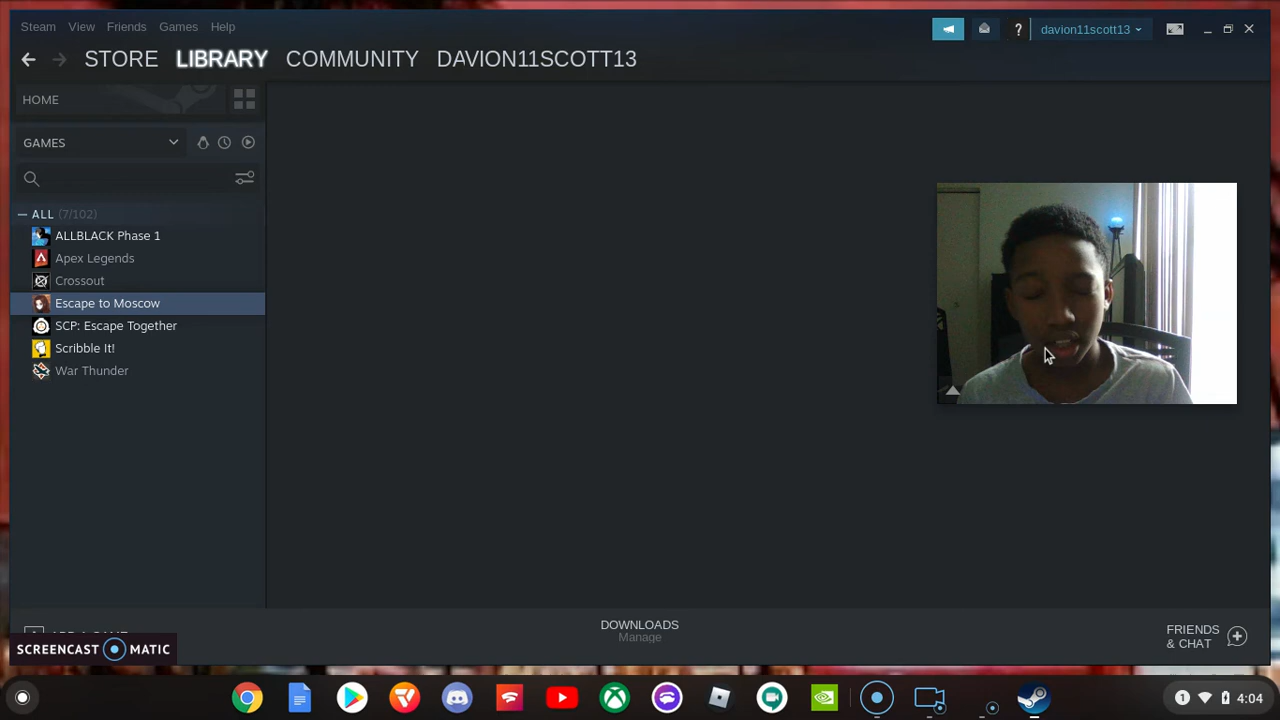 Steam View Friends Games Help
? davion11scott13
STORE LIBRARY COMMUNITY DAVION11SCOTT13
HOME
GAMES
ALL (7/102)
ALLBLACK Phase 1
Apex Legends
Crossout
Escape to Moscow
SCP: Escape Together
Scribble It!
War Thunder
DOWNLOADS
Manage
FRIENDS
& CHAT
SCREENCAST MATIC
1 4:04